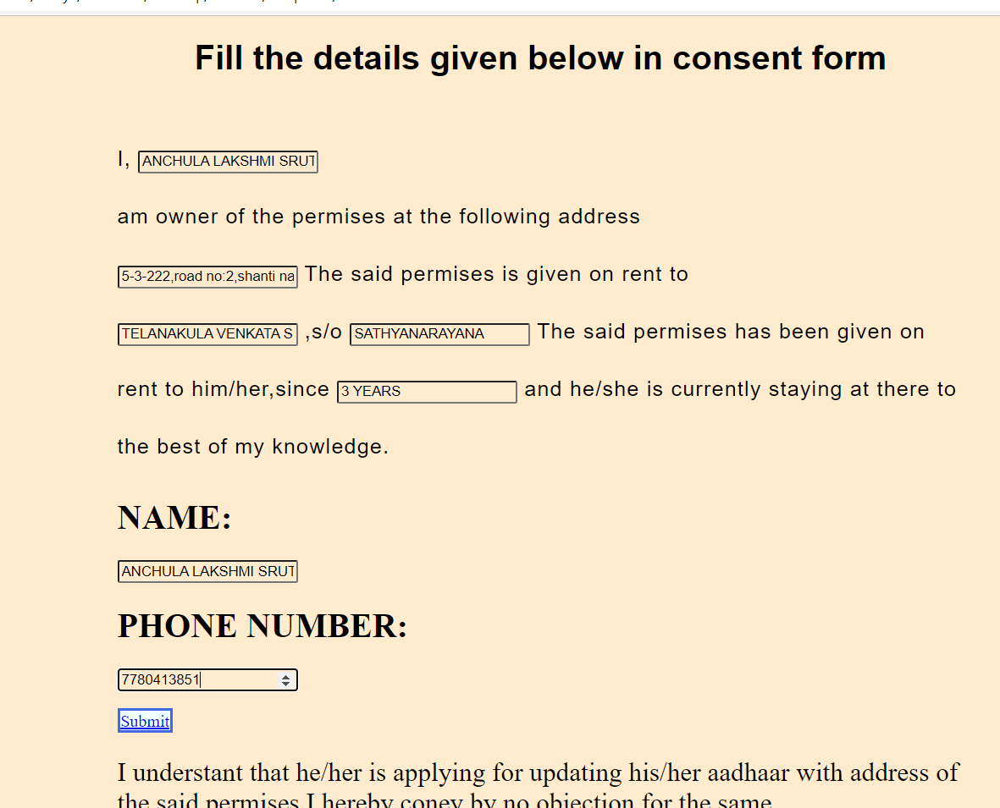 Fill the details given below in consent form
I, ANCHULA LAKSHMI SRUT
am owner of the permises at the following address
5-3-222,road no:2,shanti na The said permises is given on rent to
TELANAKULA VENKATA S ,s/o SATHYANARAYANA The said permises has been given on
rent to him/her,since 3 YEARS and he/she is currently staying at there to
the best of my knowledge.
NAME:
ANCHULA LAKSHMI SRUT
PHONE NUMBER:
7780413851
Submit
I understant that he/her is applying for updating his/her aadhaar with address of
the said permises I hereby coney by no objection for the same